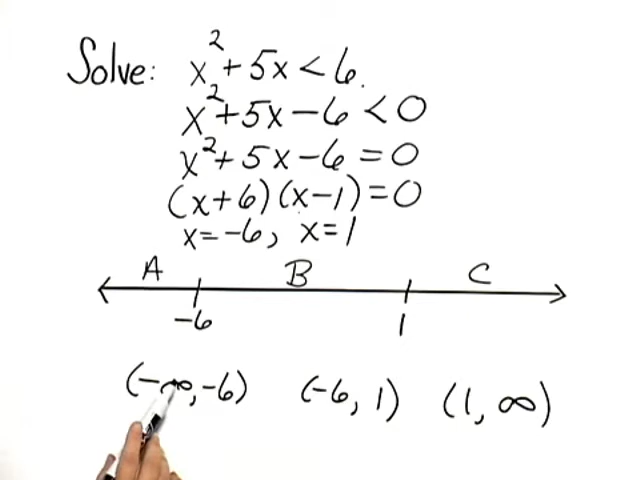 Solve: x² + 5x < 6.
x² + 5x − 6 < 0
x² + 5x − 6 = 0
(x + 6) (x − 1) = 0
x = −6, x = 1
A B C
−6 1
(−∞, −6) (−6, 1) (1, ∞)